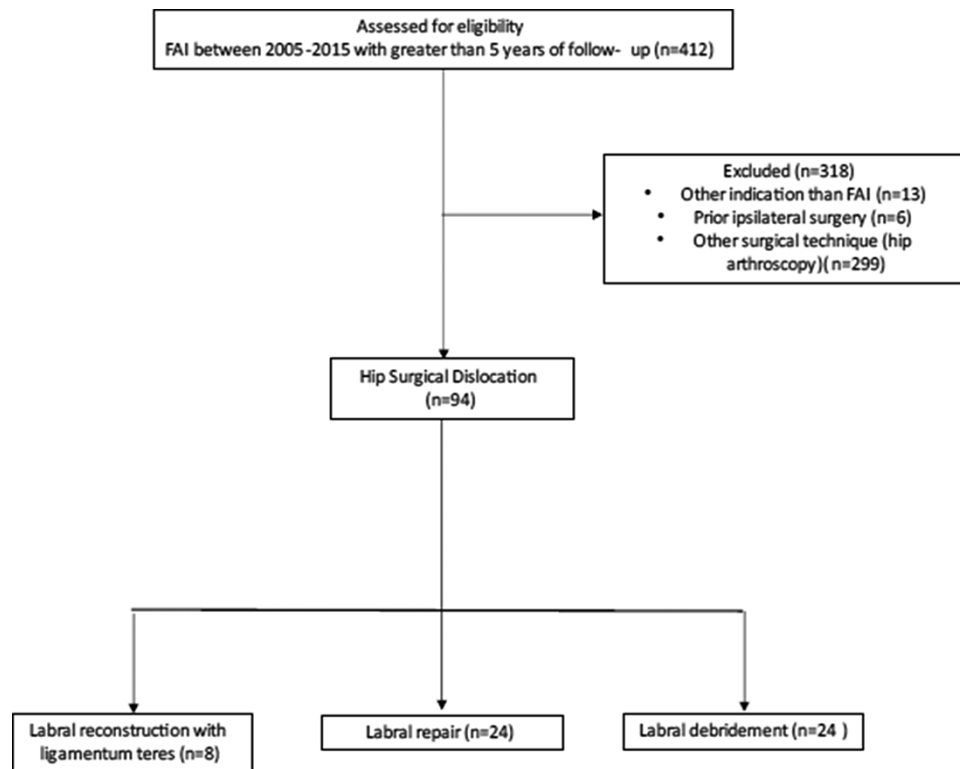 Assessed for eligibility
FAI between 2005-2015 with greater than 5 years of follow- up (n=412)
Excluded (n=318)
• Other indication than FAI (n=13)
• Prior ipsilateral surgery (n=6)
• Other surgical technique (hip
arthroscopy)( n=299)
Hip Surgical Dislocation
(n=94)
Labral reconstruction with
ligamentum teres (n=8)
Labral repair (n=24)
Labral debridement (n=24 )